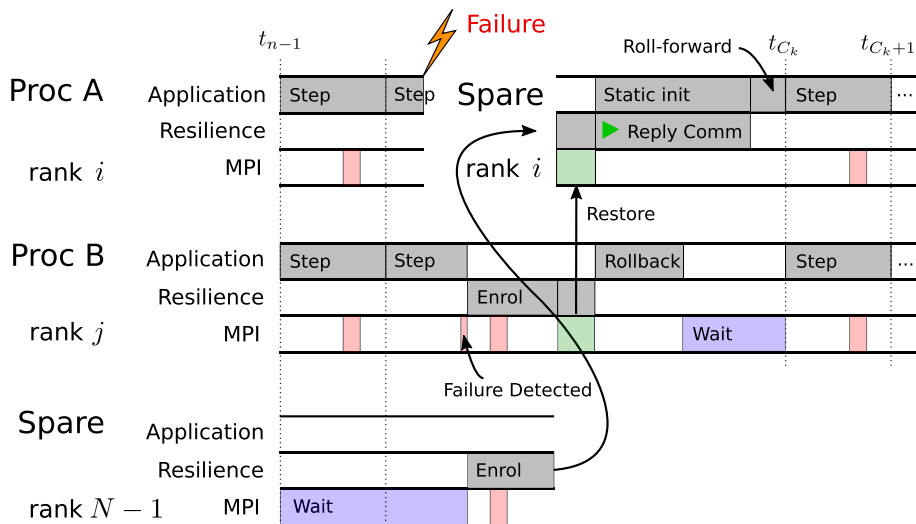 Failure
t_{n-1}
Roll-forward
t_{C_k}
t_{C_k+1}
Proc A
Application
Step
Step
Spare
Static init
Step
...
Resilience
Reply Comm
rank i
MPI
rank i
Restore
Proc B
Application
Step
Step
Rollback
Step
...
Resilience
Enrol
rank j
MPI
Wait
Failure Detected
Spare
Application
Resilience
Enrol
rank N − 1
MPI
Wait